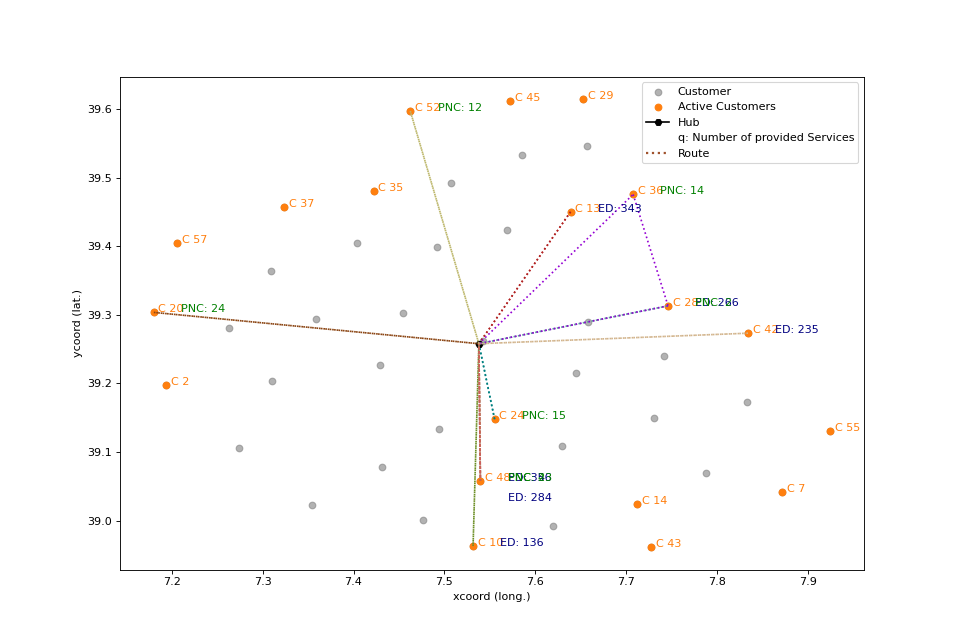 Customer
Active Customers
Hub
q: Number of provided Services
Route
39.6
39.5
39.4
39.3
39.2
39.1
39.0
7.2
7.3
7.4
7.5
7.6
7.7
7.8
7.9
ycoord (lat.)
xcoord (long.)
C 52 PNC: 12
C 45
C 29
C 35
C 36 PNC: 14
C 37
C 13 ED: 343
C 57
C 20 PNC: 24
C 28
C 42 ED: 235
C 2
C 24 PNC: 15
C 55
C 48
ED: 284
C 7
C 14
C 10 ED: 136
C 43